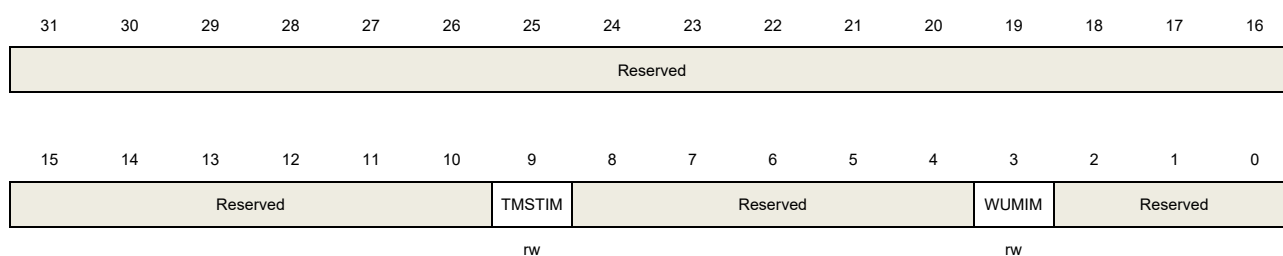 31 30 29 28 27 26 25 24 23 22 21 20 19 18 17 16
Reserved
15 14 13 12 11 10 9 8 7 6 5 4 3 2 1 0
Reserved TMSTIM Reserved WUMIM Reserved
rw rw